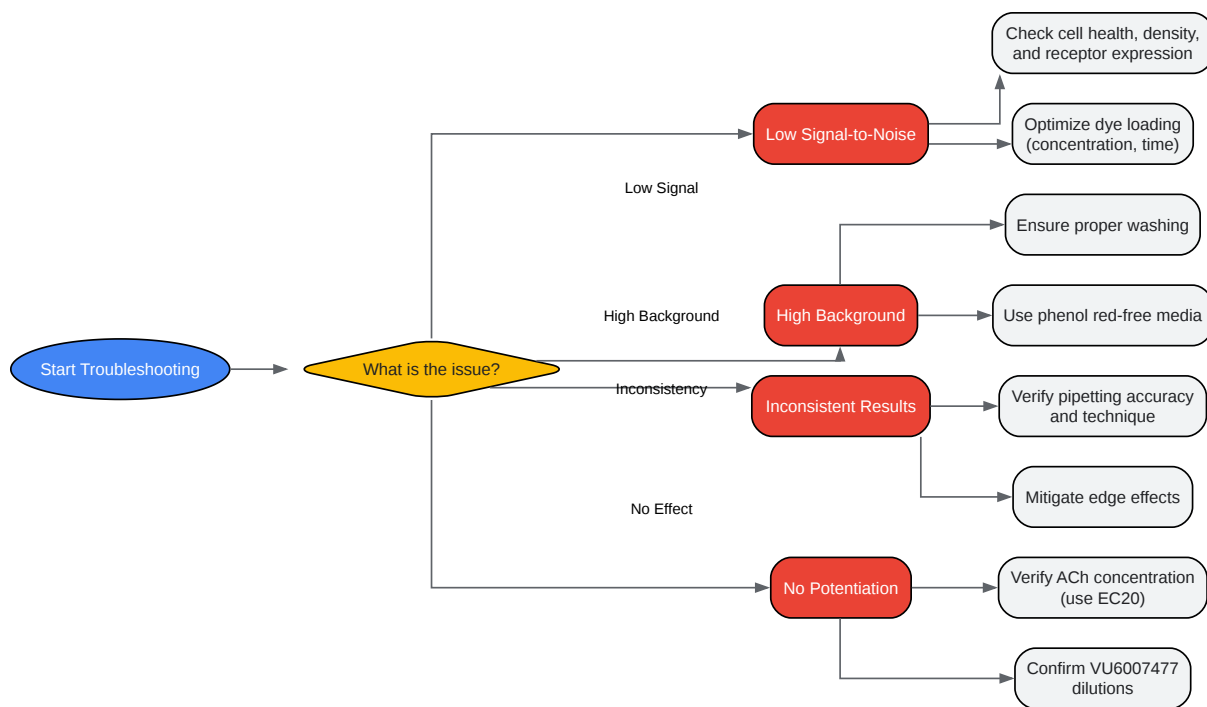 Start Troubleshooting
What is the issue?
Low Signal
High Background
Inconsistency
No Effect
Low Signal-to-Noise
High Background
Inconsistent Results
No Potentiation
Check cell health, density,
and receptor expression
Optimize dye loading
(concentration, time)
Ensure proper washing
Use phenol red-free media
Verify pipetting accuracy
and technique
Mitigate edge effects
Verify ACh concentration
(use EC20)
Confirm VU6007477
dilutions